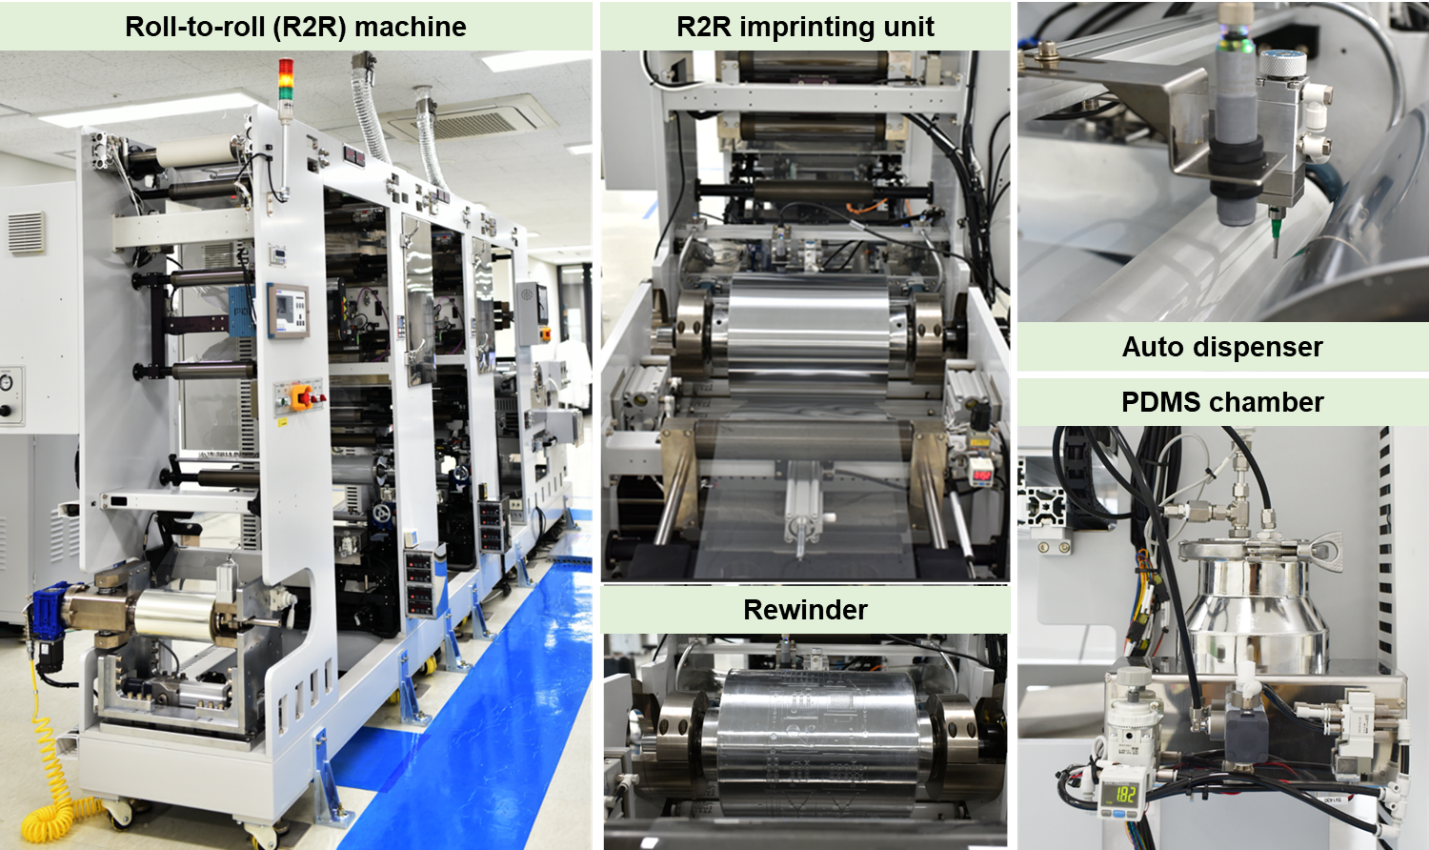 Roll-to-roll (R2R) machine
R2R imprinting unit
Auto dispenser
PDMS chamber
182
Rewinder